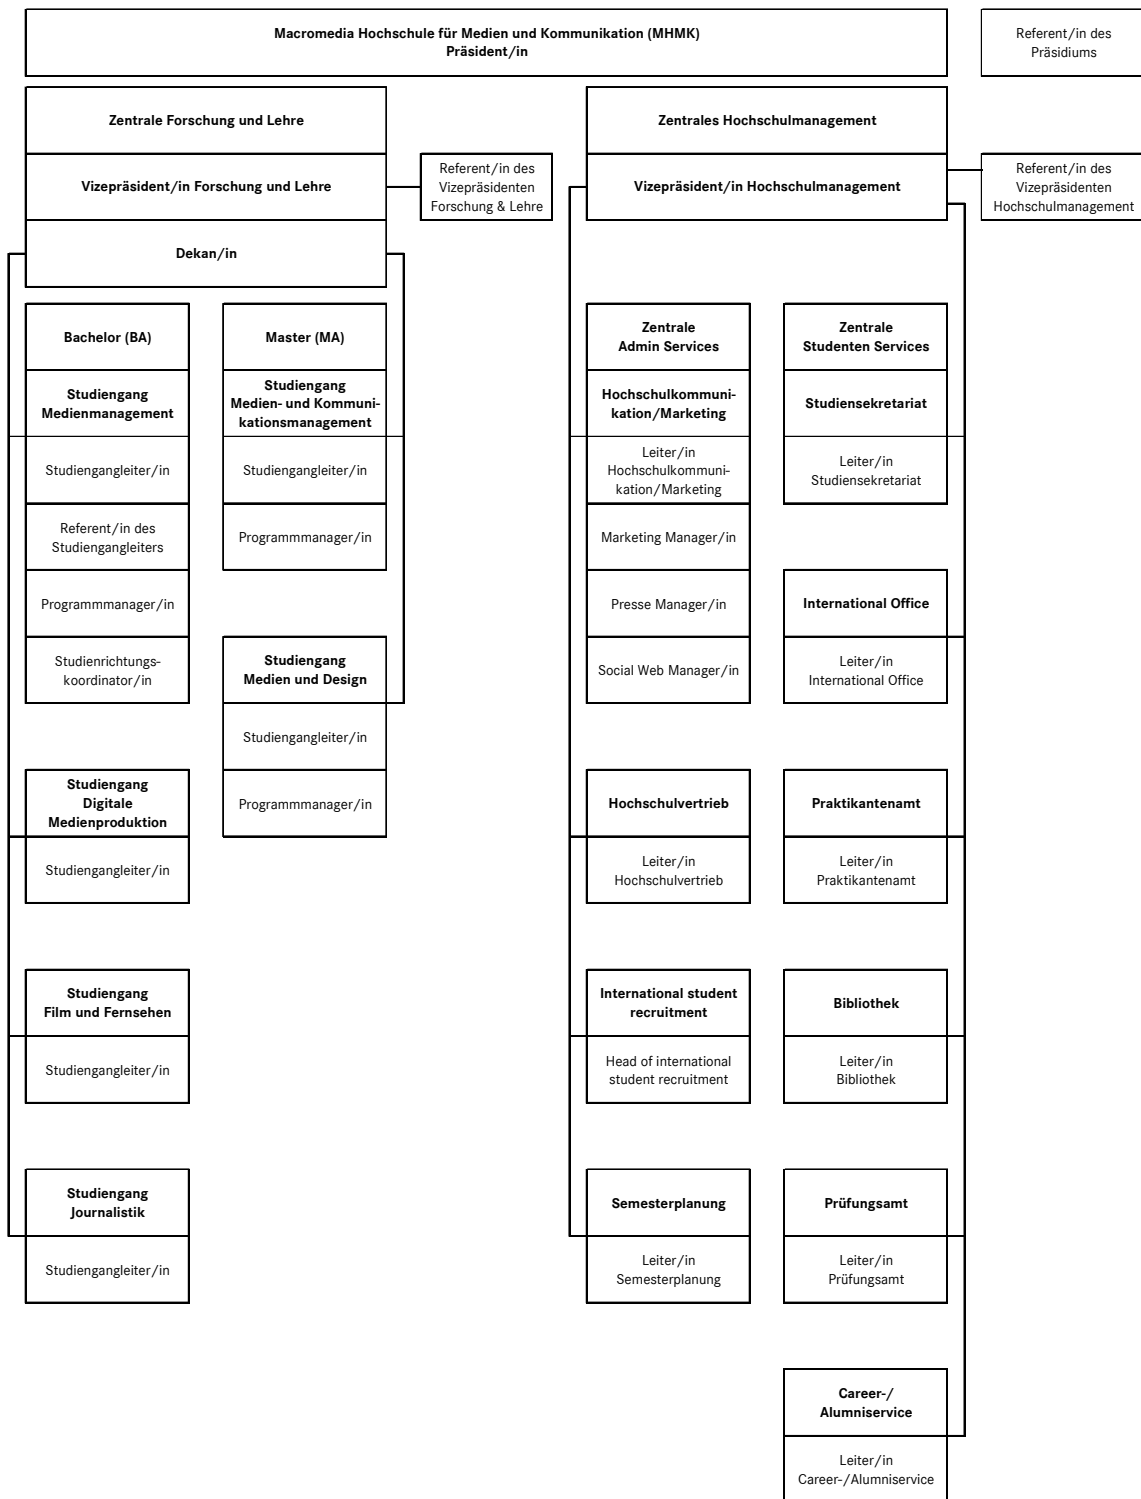 Macromedia Hochschule für Medien und Kommunikation (MHMK)
Präsident/in
Referent/in des
Präsidiums
Zentrale Forschung und Lehre
Vizepräsident/in Forschung und Lehre
Dekan/in
Referent/in des
Vizepräsidenten
Forschung & Lehre
Zentrales Hochschulmanagement
Vizepräsident/in Hochschulmanagement
Referent/in des
Vizepräsidenten
Hochschulmanagement
Bachelor (BA)
Studiengang
Medienmanagement
Studiengangleiter/in
Referent/in des
Studiengangleiters
Programmmanager/in
Studienrichtungs-
koordinator/in
Studiengang
Digitale
Medienproduktion
Studiengangleiter/in
Studiengang
Film und Fernsehen
Studiengangleiter/in
Studiengang
Journalistik
Studiengangleiter/in
Master (MA)
Studiengang
Medien- und Kommuni-
kationsmanagement
Studiengangleiter/in
Programmmanager/in
Studiengang
Medien und Design
Studiengangleiter/in
Programmmanager/in
Zentrale
Admin Services
Hochschulkommuni-
kation/Marketing
Leiter/in
Hochschulkommuni-
kation/Marketing
Marketing Manager/in
Presse Manager/in
Social Web Manager/in
Hochschulvertrieb
Leiter/in
Hochschulvertrieb
International student
recruitment
Head of international
student recruitment
Semesterplanung
Leiter/in
Semesterplanung
Zentrale
Studenten Services
Studiensekretariat
Leiter/in
Studiensekretariat
International Office
Leiter/in
International Office
Praktikantenamt
Leiter/in
Praktikantenamt
Bibliothek
Leiter/in
Bibliothek
Prüfungsamt
Leiter/in
Prüfungsamt
Career-/
Alumniservice
Leiter/in
Career-/Alumniservice